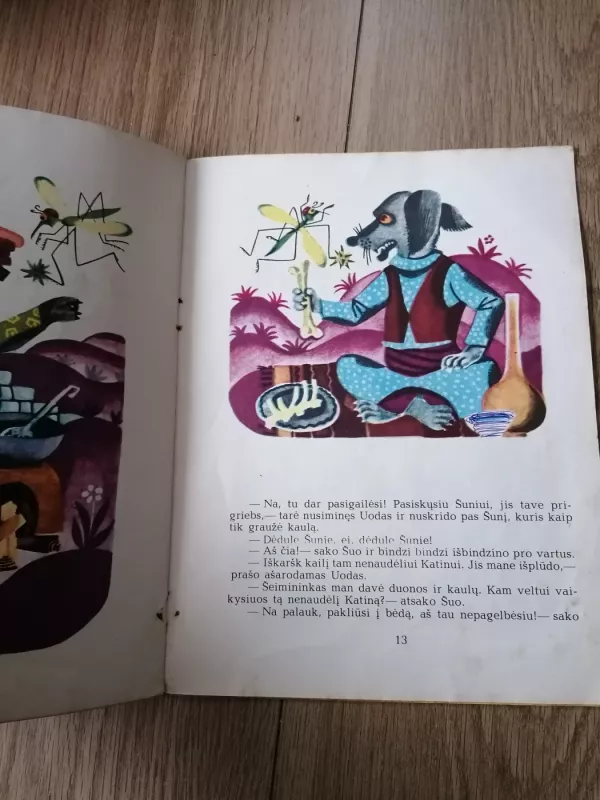 — Na, tu dar pasigailėsi! Pasiskųsiu Šuniui, jis tave pri-
griebs,— tarė nusiminęs Uodas ir nuskrido pas Šunį, kuris kaip
tik graužė kaulą.
— Dėdule Šunie, ei, dėdule Šunie!
— Aš čia!— sako Šuo ir bindzi bindzi išbindzino pro vartus.
— Iškaršk kailį tam nenaudėliui Katinui. Jis mane išplūdo,—
prašo ašarodamas Uodas.
— Šeimininkas man davė duonos ir kaulų. Kam veltui vai-
kysiuos tą nenaudėlį Katiną?— atsako Šuo.
— Na palauk, pakliūsi į bėdą, aš tau nepagelbėsiu!— sako
13